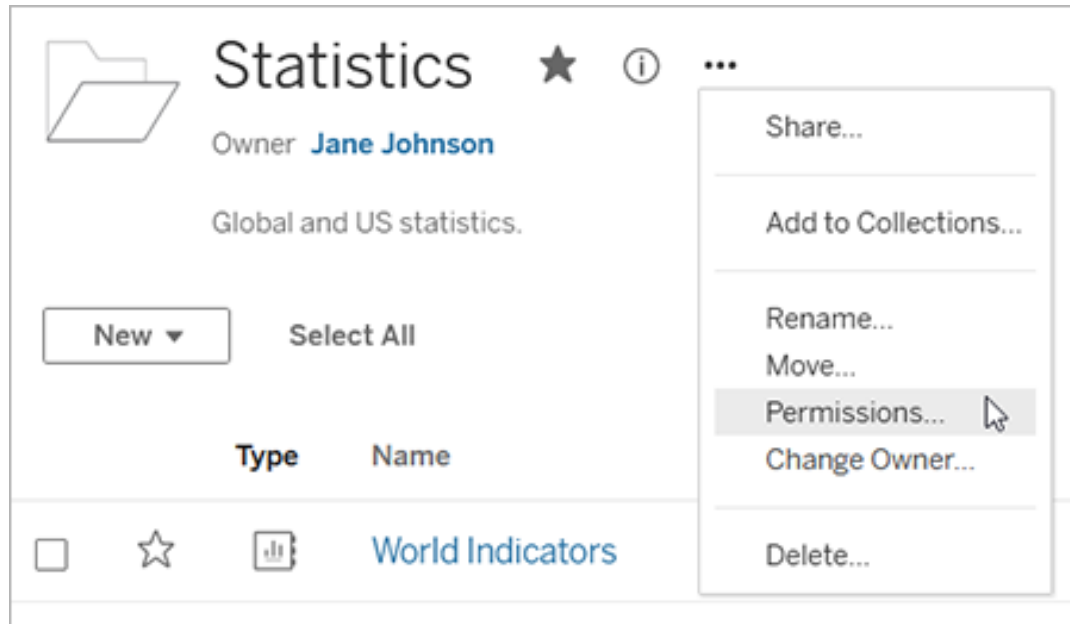 Statistics
Owner Jane Johnson
Global and US statistics.
New
Select All
Share...
Add to Collections...
Rename...
Move...
Permissions...
Change Owner...
Delete...
Type Name
World Indicators